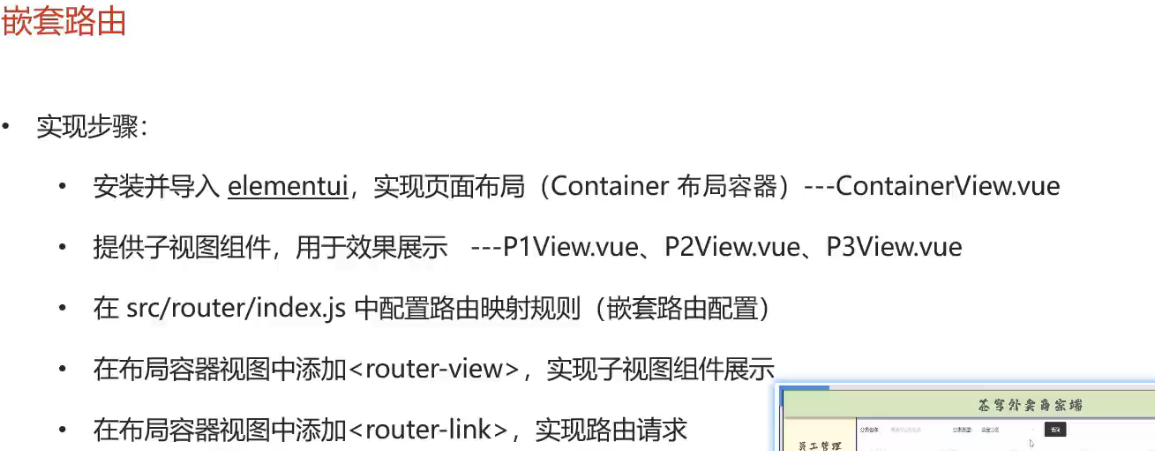 嵌套路由
• 实现步骤：
• 安装并导入 elementui，实现页面布局（Container 布局容器）---ContainerView.vue
• 提供子视图组件，用于效果展示 ---P1View.vue、P2View.vue、P3View.vue
• 在 src/router/index.js 中配置路由映射规则（嵌套路由配置）
• 在布局容器视图中添加<router-view>，实现子视图组件展示
• 在布局容器视图中添加<router-link>，实现路由请求
苍穹外卖商家端
员工管理